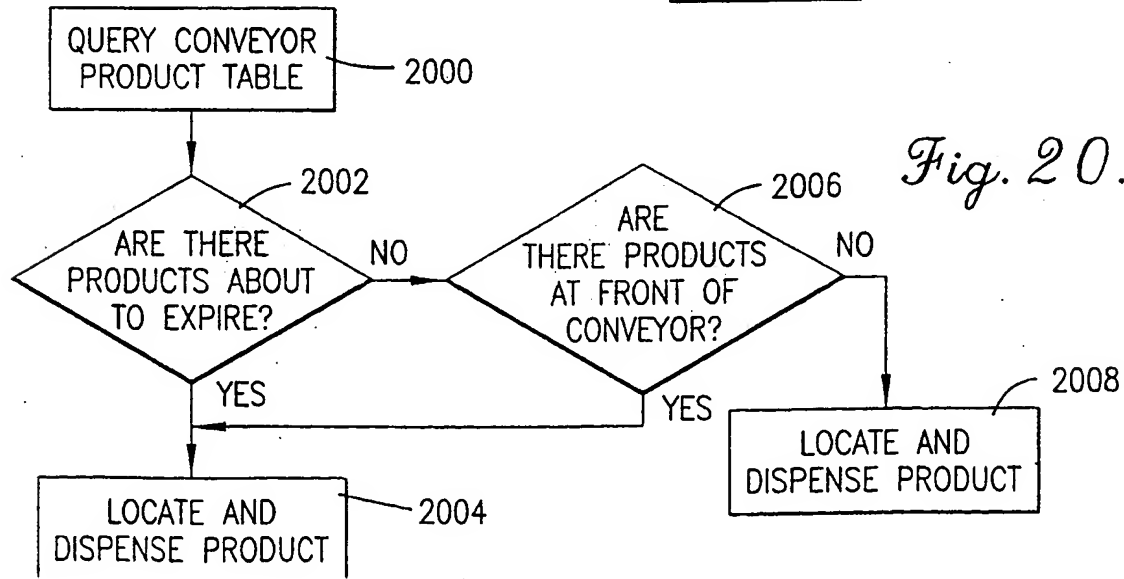 QUERY CONVEYOR
PRODUCT TABLE
2000
Fig. 20.
2002
ARE THERE
PRODUCTS ABOUT
TO EXPIRE?
NO
YES
2006
ARE
THERE PRODUCTS
AT FRONT OF
CONVEYOR?
NO
YES
2004
LOCATE AND
DISPENSE PRODUCT
2008
LOCATE AND
DISPENSE PRODUCT